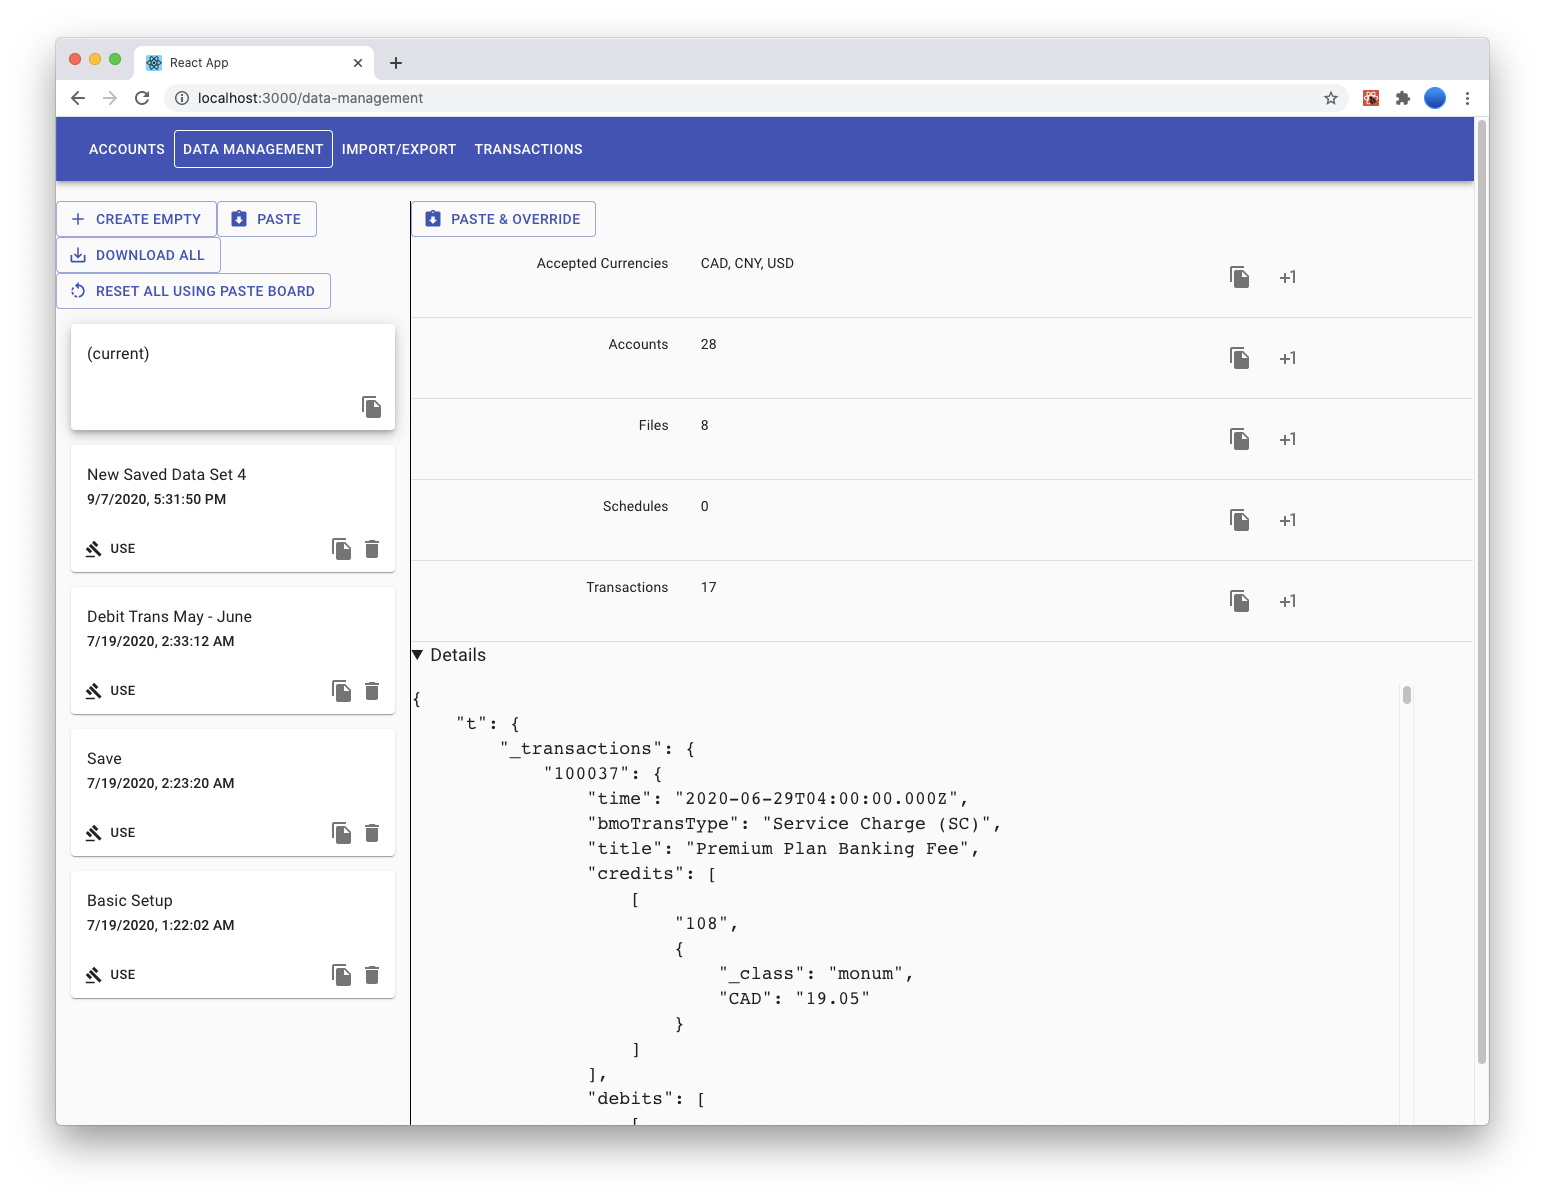 React App
localhost:3000/data-management
ACCOUNTS DATA MANAGEMENT IMPORT/EXPORT TRANSACTIONS
CREATE EMPTY PASTE
DOWNLOAD ALL
RESET ALL USING PASTE BOARD
(current)
New Saved Data Set 4
9/7/2020, 5:31:50 PM
USE
Debit Trans May - June
7/19/2020, 2:33:12 AM
USE
Save
7/19/2020, 2:23:20 AM
USE
Basic Setup
7/19/2020, 1:22:02 AM
USE
PASTE & OVERRIDE
Accepted Currencies CAD, CNY, USD +1
Accounts 28 +1
Files 8 +1
Schedules 0 +1
Transactions 17 +1
Details
{
"t": {
"_transactions": {
"100037": {
"time": "2020-06-29T04:00:00.000Z",
"bmoTransType": "Service Charge (SC)",
"title": "Premium Plan Banking Fee",
"credits": [
[
"108",
{
"_class": "monum",
"CAD": "19.05"
}
]
],
"debits": [
[